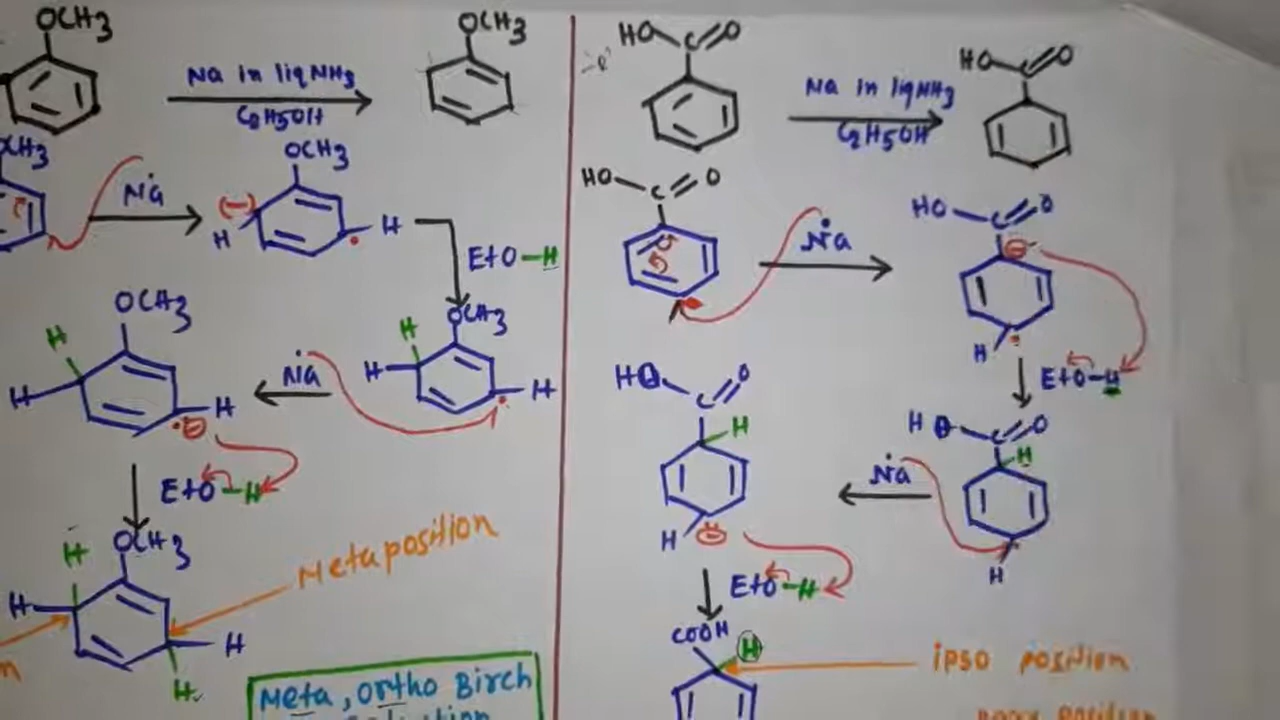 OCH3
Na in liq NH3
C2H5OH
OCH3
OCH3
Na
OCH3
(-)
H
H
EtO-H
OCH3
H
H
H
Na
OCH3
H
H
H
EtO-H
OCH3
H
H
H
H
Meta position
Meta, Ortho Birch
HO
C
O
Na in liq NH3
C2H5OH
HO
C
O
HO
C
O
Na
HO
C
O
H
EtO-H
HO
C
O
H
H
Na
HO
C
O
H
H
EtO-H
COOH
H
ipso position